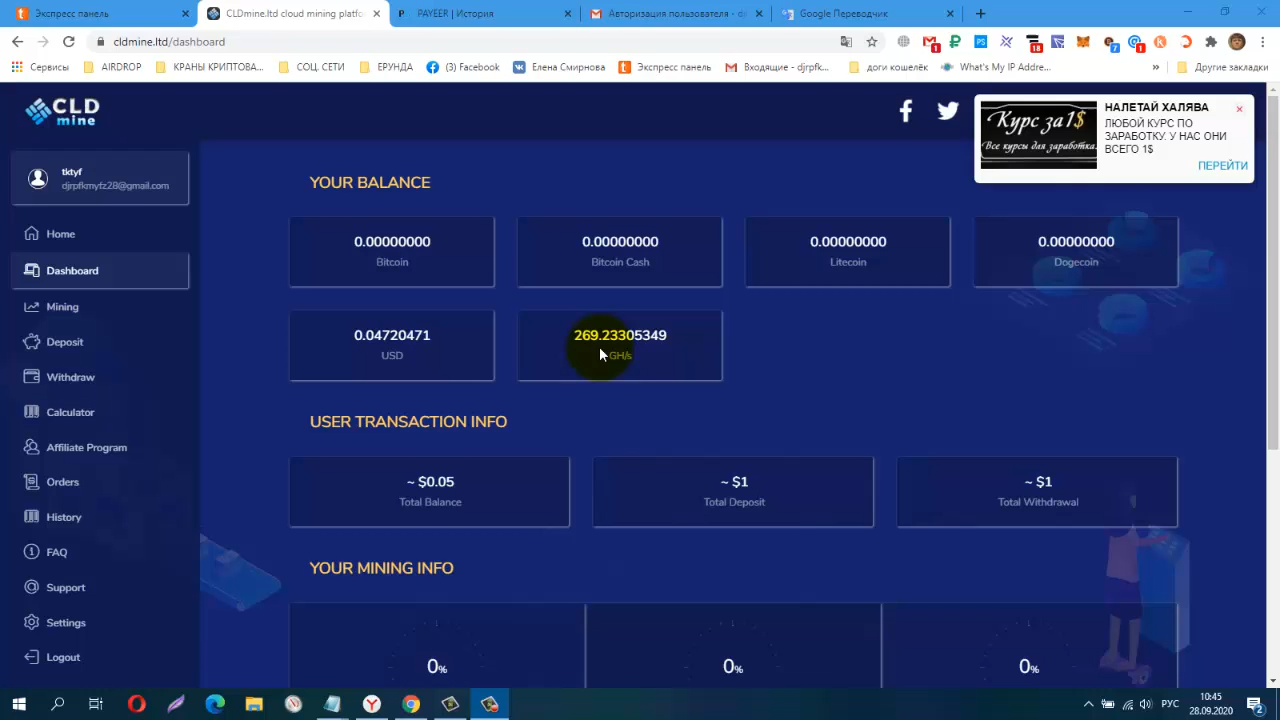 Экспресс панель
CLDmine.ltd cloud mining platfo
PAYEER | История
Авторизация пользователя - dj
Google Переводчик
cldmine.ltd/dashboard
1
18
7
1
Сервисы
AIRDROP
КРАНЫ КРИПТОВА...
СОЦ. СЕТИ
ЕРУНДА
(3) Facebook
Елена Смирнова
Экспресс панель
Входящие - djrpfk...
доги кошелёк
What's My IP Addre...
»
Другие закладки
CLD
mine
НАЛЕТАЙ ХАЛЯВА
ЛЮБОЙ КУРС ПО
ЗАРАБОТКУ. У НАС ОНИ
ВСЕГО 1$
ПЕРЕЙТИ
Курс за 1$
Все курсы для заработка.
tktyf
djrpfkmyfz28@gmail.com
Home
Dashboard
Mining
Deposit
Withdraw
Calculator
Affiliate Program
Orders
History
FAQ
Support
Settings
Logout
YOUR BALANCE
0.00000000
Bitcoin
0.00000000
Bitcoin Cash
0.00000000
Litecoin
0.00000000
Dogecoin
0.04720471
USD
269.23305349
GH/s
USER TRANSACTION INFO
~ $0.05
Total Balance
~ $1
Total Deposit
~ $1
Total Withdrawal
YOUR MINING INFO
0%
0%
0%
РУС
10:45
28.09.2020
2